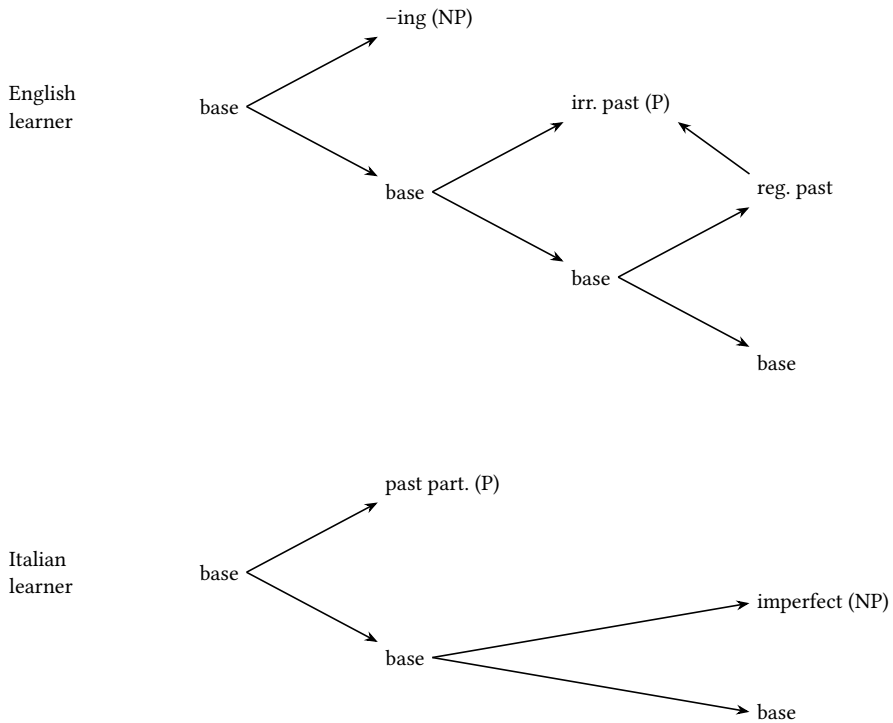 –ing (NP)
English
learner
base
irr. past (P)
base
reg. past
base
base
past part. (P)
Italian
learner
base
imperfect (NP)
base
base